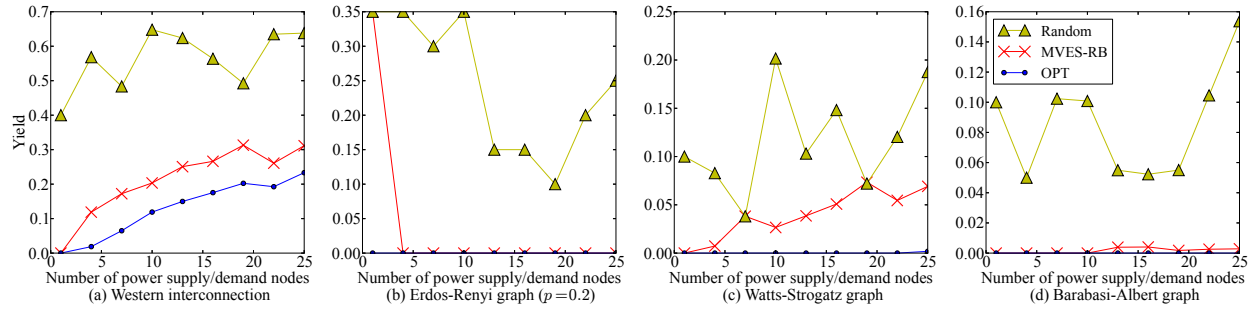 Yield
0.7
0.6
0.5
0.4
0.3
0.2
0.1
0.0
0 5 10 15 20 25
Number of power supply/demand nodes
(a) Western interconnection
0.35
0.30
0.25
0.20
0.15
0.10
0.05
0.00
0 5 10 15 20 25
Number of power supply/demand nodes
(b) Erdos-Renyi graph (p=0.2)
0.25
0.20
0.15
0.10
0.05
0.00
0 5 10 15 20 25
Number of power supply/demand nodes
(c) Watts-Strogatz graph
0.16
0.14
0.12
0.10
0.08
0.06
0.04
0.02
0.00
0 5 10 15 20 25
Random
MVES-RB
OPT
Number of power supply/demand nodes
(d) Barabasi-Albert graph